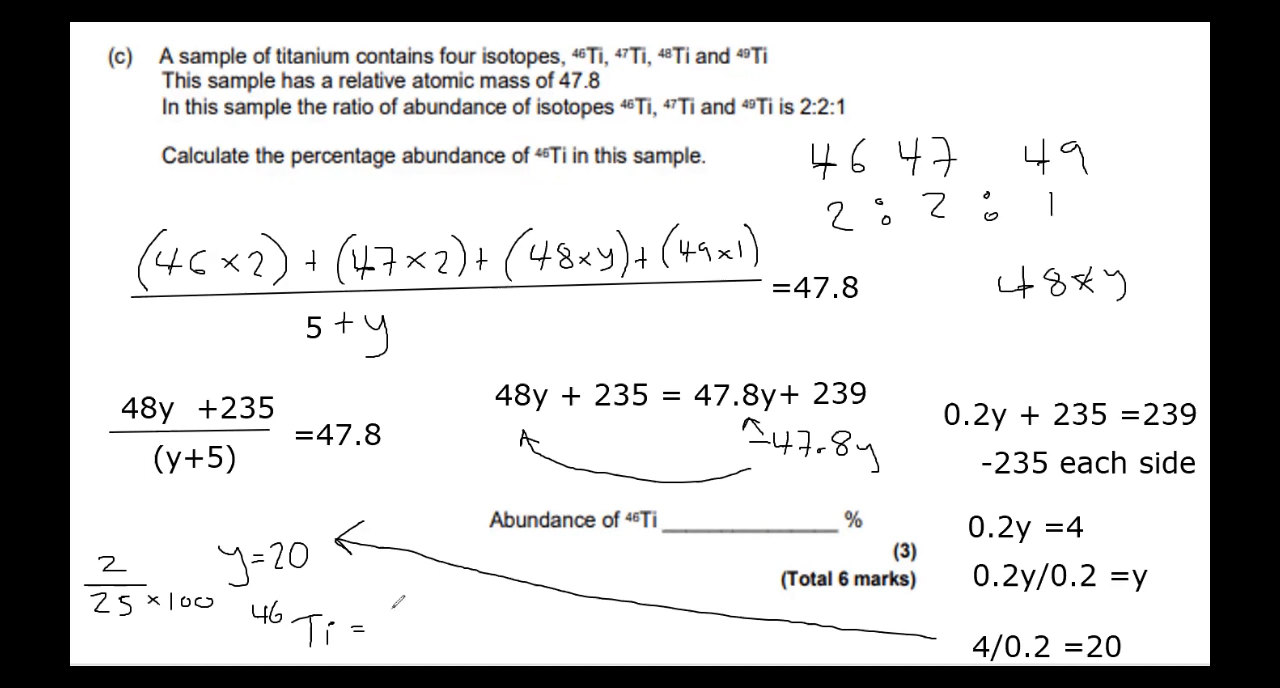 (c) A sample of titanium contains four isotopes, ⁴⁶Ti, ⁴⁷Ti, ⁴⁸Ti and ⁴⁹Ti
This sample has a relative atomic mass of 47.8
In this sample the ratio of abundance of isotopes ⁴⁶Ti, ⁴⁷Ti and ⁴⁹Ti is 2:2:1
Calculate the percentage abundance of ⁴⁶Ti in this sample.
46 47 49
2 : 2 : 1
(46 × 2) + (47 × 2) + (48 × y) + (49 × 1)
=47.8
5 + y
48 × y
48y +235
=47.8
(y+5)
48y + 235 = 47.8y+ 239
-47.8y
0.2y + 235 =239
-235 each side
Abundance of ⁴⁶Ti ______________ %
(3)
(Total 6 marks)
0.2y =4
0.2y/0.2 =y
4/0.2 =20
y=20
2
25 × 100
⁴⁶Ti =